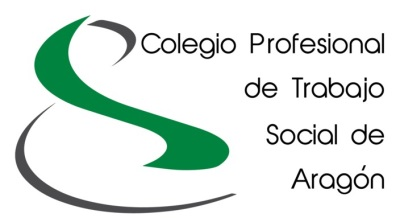 Colegio Profesional
de Trabajo
Social de
Aragón